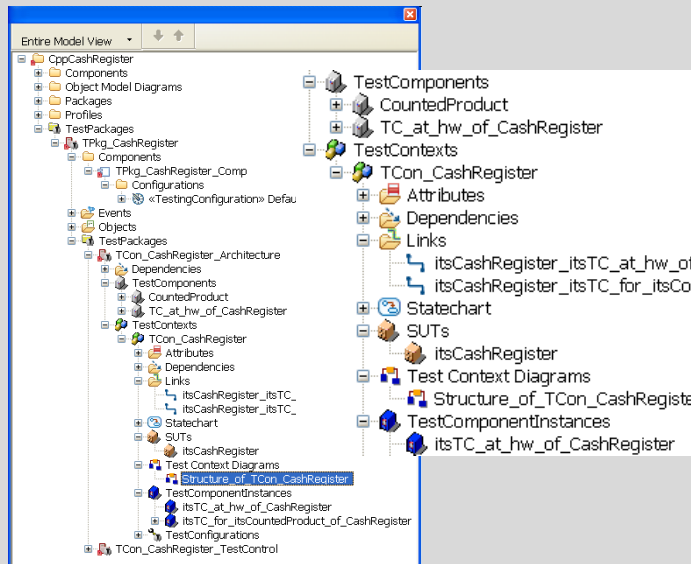 Entire Model View
CppCashRegister
Components
Object Model Diagrams
Packages
Profiles
TestPackages
TPkg_CashRegister
Components
TPkg_CashRegister_Comp
Configurations
«TestingConfiguration» Defau
Events
Objects
TestPackages
TCon_CashRegister_Architecture
Dependencies
TestComponents
CountedProduct
TC_at_hw_of_CashRegister
TestContexts
TCon_CashRegister
Attributes
Dependencies
Links
itsCashRegister_itsTC_
itsCashRegister_itsTC_
Statechart
SUTs
itsCashRegister
Test Context Diagrams
Structure_of_TCon_CashRegister
TestComponentInstances
itsTC_at_hw_of_CashRegister
itsTC_for_itsCountedProduct_of_CashRegister
TestConfigurations
TCon_CashRegister_TestControl
TestComponents
CountedProduct
TC_at_hw_of_CashRegister
TestContexts
TCon_CashRegister
Attributes
Dependencies
Links
itsCashRegister_itsTC_at_hw_of
itsCashRegister_itsTC_for_itsCo
Statechart
SUTs
itsCashRegister
Test Context Diagrams
Structure_of_TCon_CashRegiste
TestComponentInstances
itsTC_at_hw_of_CashRegister